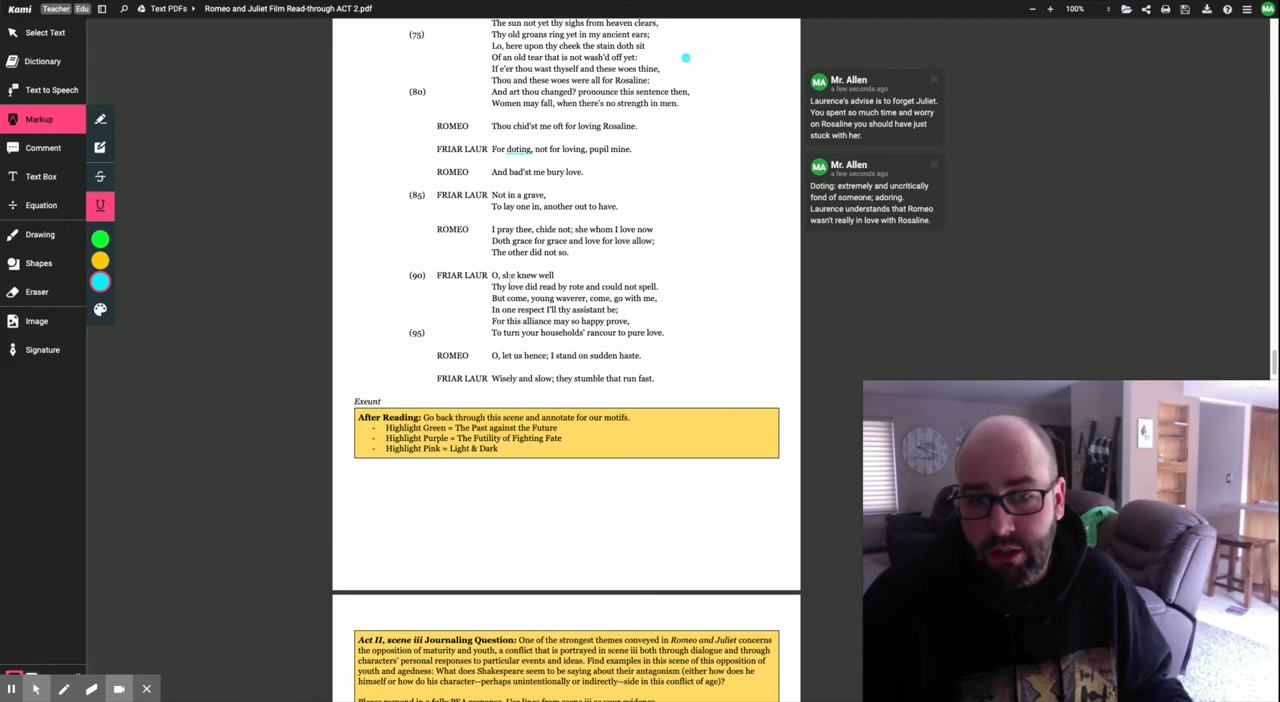 Kami Teacher Edu Text PDFs Romeo and Juliet Film Read-through ACT 2.pdf 100% MA
Select Text
Dictionary
Text to Speech
Markup
Comment
Text Box
Equation
Drawing
Shapes
Eraser
Image
Signature
The sun not yet thy sighs from heaven clears,
(75) Thy old groans ring yet in my ancient ears;
Lo, here upon thy cheek the stain doth sit
Of an old tear that is not wash'd off yet:
If e'er thou wast thyself and these woes thine,
Thou and these woes were all for Rosaline:
(80) And art thou changed? pronounce this sentence then,
Women may fall, when there's no strength in men.
ROMEO Thou chid'st me oft for loving Rosaline.
FRIAR LAUR For doting, not for loving, pupil mine.
ROMEO And bad'st me bury love.
(85) FRIAR LAUR Not in a grave,
To lay one in, another out to have.
ROMEO I pray thee, chide not; she whom I love now
Doth grace for grace and love for love allow;
The other did not so.
(90) FRIAR LAUR O, she knew well
Thy love did read by rote and could not spell.
But come, young waverer, come, go with me,
In one respect I'll thy assistant be;
For this alliance may so happy prove,
(95) To turn your households' rancour to pure love.
ROMEO O, let us hence; I stand on sudden haste.
FRIAR LAUR Wisely and slow; they stumble that run fast.
Exeunt
After Reading: Go back through this scene and annotate for our motifs.
- Highlight Green = The Past against the Future
- Highlight Purple = The Futility of Fighting Fate
- Highlight Pink = Light & Dark
Act II, scene iii Journaling Question: One of the strongest themes conveyed in Romeo and Juliet concerns
the opposition of maturity and youth, a conflict that is portrayed in scene iii both through dialogue and through
characters' personal responses to particular events and ideas. Find examples in this scene of this opposition of
youth and agedness: What does Shakespeare seem to be saying about their antagonism (either how does he
himself or how do his character--perhaps unintentionally or indirectly--side in this conflict of age)?
Please respond in a fully PEA response. Use lines from scene iii as your evidence.
MA Mr. Allen
a few seconds ago
Laurence's advise is to forget Juliet.
You spent so much time and worry
on Rosaline you should have just
stuck with her.
MA Mr. Allen
a few seconds ago
Doting: extremely and uncritically
fond of someone; adoring.
Laurence understands that Romeo
wasn't really in love with Rosaline.